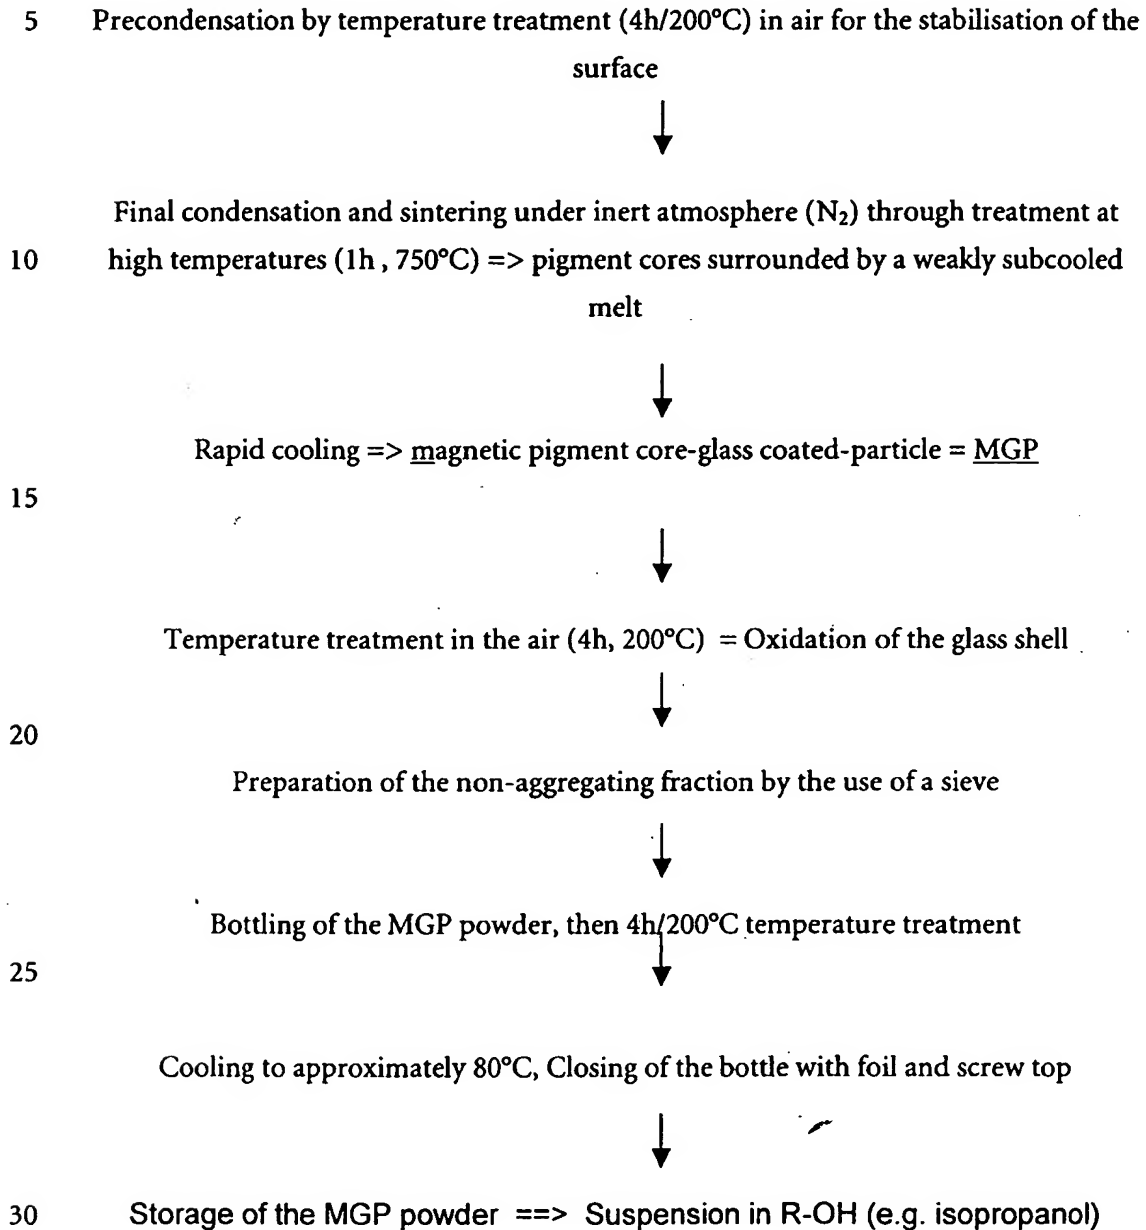 5 Precondensation by temperature treatment (4h/200°C) in air for the stabilisation of the
surface
Final condensation and sintering under inert atmosphere (N₂) through treatment at
10 high temperatures (1h , 750°C) => pigment cores surrounded by a weakly subcooled
melt
Rapid cooling => magnetic pigment core-glass coated-particle = MGP
15
Temperature treatment in the air (4h, 200°C) = Oxidation of the glass shell
20
Preparation of the non-aggregating fraction by the use of a sieve
Bottling of the MGP powder, then 4h/200°C temperature treatment
25
Cooling to approximately 80°C, Closing of the bottle with foil and screw top
30 Storage of the MGP powder ==> Suspension in R-OH (e.g. isopropanol)